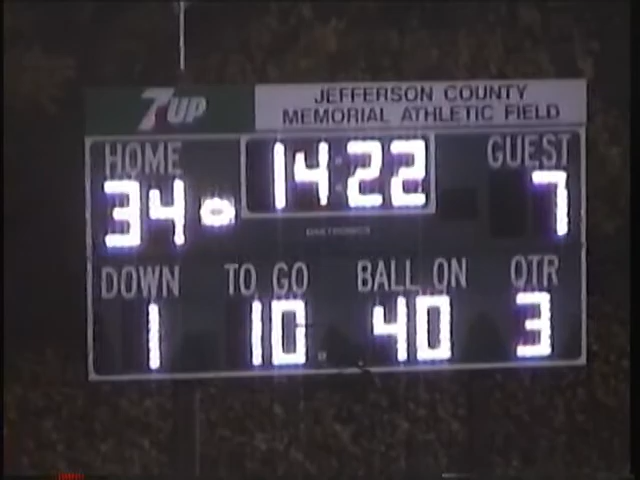 7UP
JEFFERSON COUNTY
MEMORIAL ATHLETIC FIELD
HOME 14:22 GUEST
34 7
DAKTRONICS
DOWN TO GO BALL ON QTR
1 10 40 3